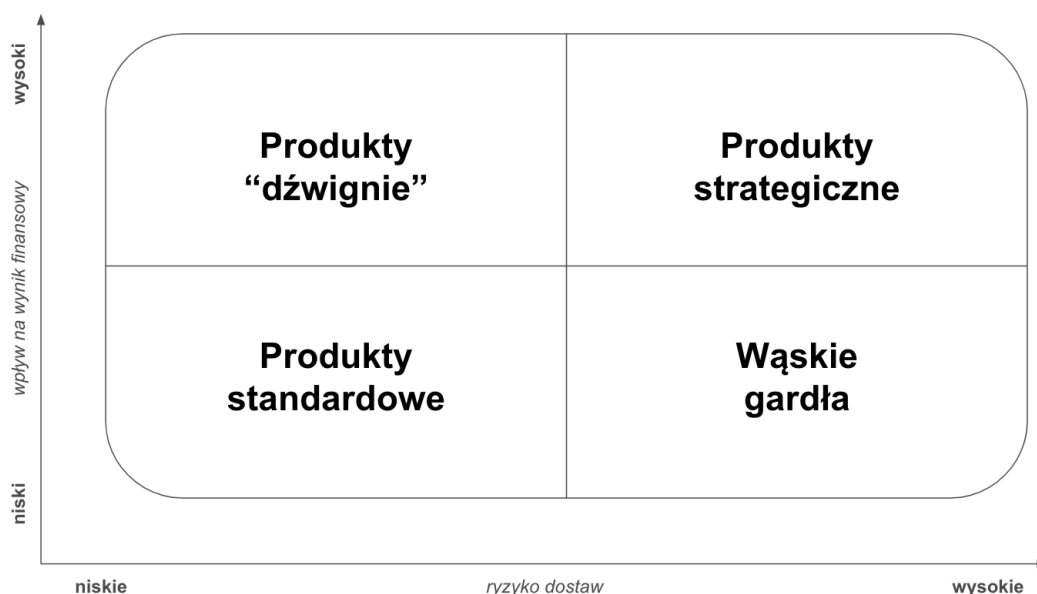 wysoki
Produkty
“dźwignie”
Produkty
strategiczne
wpływ na wynik finansowy
Produkty
standardowe
Wąskie
gardła
niski
niskie
ryzyko dostaw
wysokie